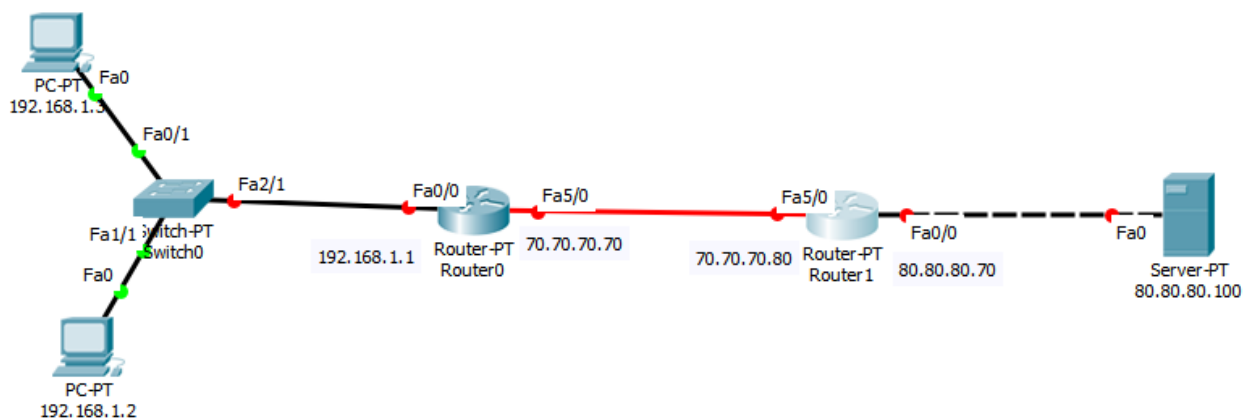 Fa0
PC-PT
192.168.1.3
Fa0/1
Fa2/1
Fa0/0
Fa5/0
Fa5/0
Fa1/1
Switch-PT
Switch0
Fa0
192.168.1.1
Router-PT
Router0
70.70.70.70
70.70.70.80
Router-PT
Router1
Fa0/0
80.80.80.70
Fa0
Server-PT
80.80.80.100
PC-PT
192.168.1.2